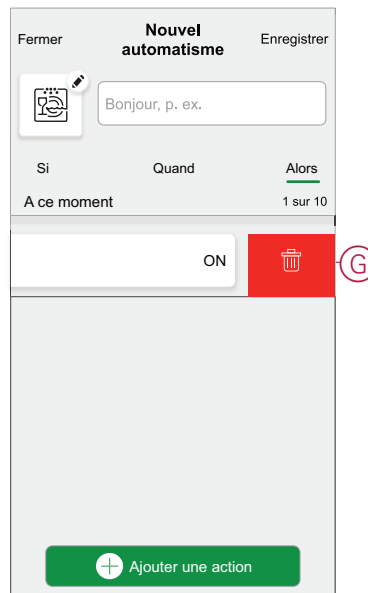 Fermer
Nouvel
automatisme
Enregistrer
Bonjour, p. ex.
Si Quand Alors
A ce moment 1 sur 10
ON
G
Ajouter une action